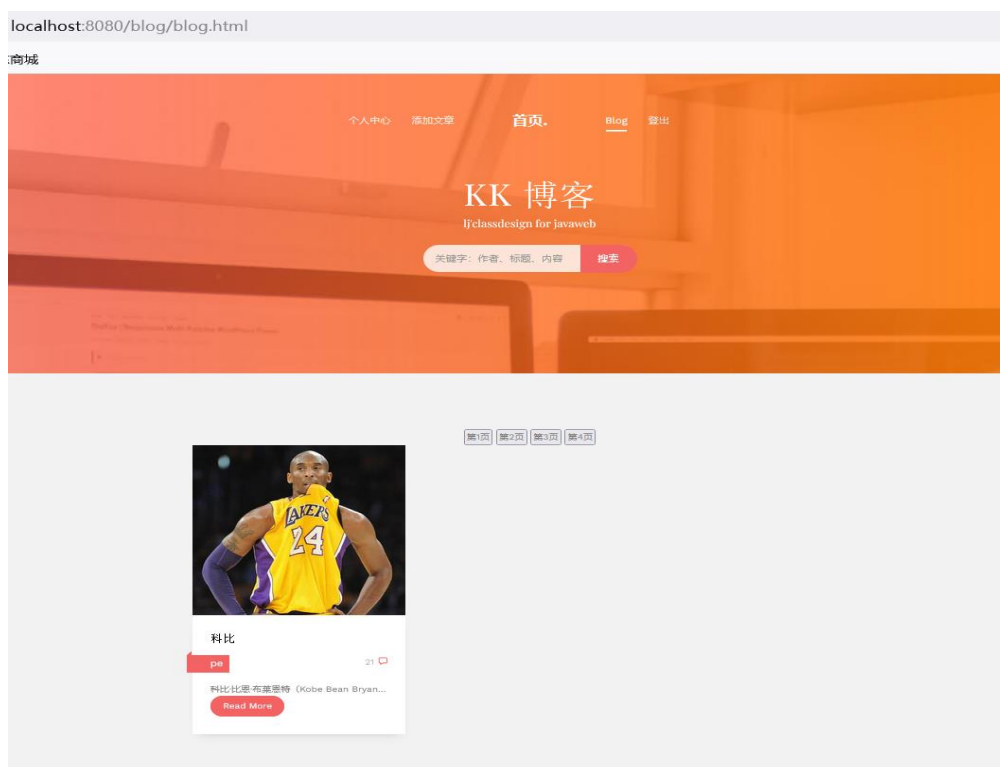 localhost:8080/blog/blog.html
商城
个人中心 添加文章 首页. Blog 登出
KK 博客
lj'classdesign for javaweb
关键字：作者、标题、内容 搜索
第1页 第2页 第3页 第4页
LAKERS
24
科比
pe 21
科比·比恩·布莱恩特（Kobe Bean Bryan...
Read More